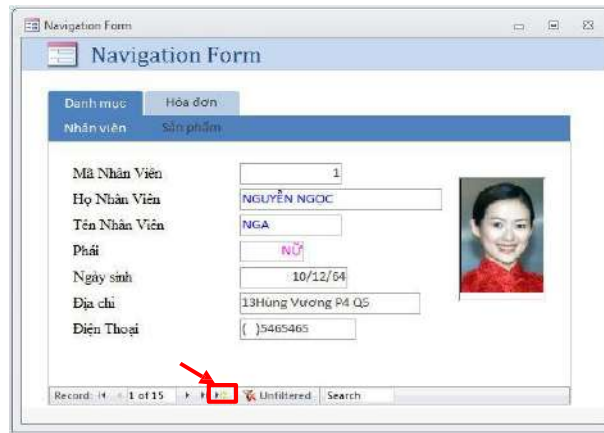 Navigation Form
Navigation Form
Danh mục Hóa đơn
Nhân viên Sản phẩm
Mã Nhân Viên 1
Họ Nhân Viên NGUYỄN NGỌC
Tên Nhân Viên NGA
Phái NỮ
Ngày sinh 10/12/64
Địa chỉ 13Hùng Vương P4 Q5
Điện Thoại ( )5465465
Record: 1 of 15 Unfiltered Search